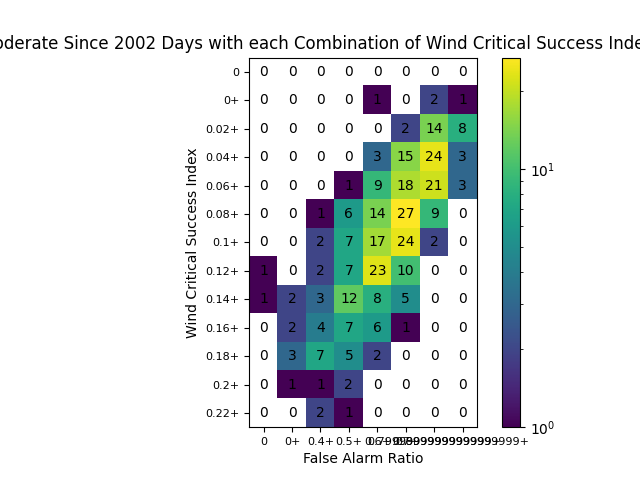 oderate Since 2002 Days with each Combination of Wind Critical Success Inde
Wind Critical Success Index
0 0 0 0 0 0 0 0 0
0+ 0 0 0 0 1 0 2 1
0.02+ 0 0 0 0 0 2 14 8
0.04+ 0 0 0 0 3 15 24 3
0.06+ 0 0 0 1 9 18 21 3
0.08+ 0 0 1 6 14 27 9 0
0.1+ 0 0 2 7 17 24 2 0
0.12+ 1 0 2 7 23 10 0 0
0.14+ 1 2 3 12 8 5 0 0
0.16+ 0 2 4 7 6 1 0 0
0.18+ 0 3 7 5 2 0 0 0
0.2+ 0 1 1 2 0 0 0 0
0.22+ 0 0 2 1 0 0 0 0
0 0+ 0.4+ 0.5+
False Alarm Ratio
10¹
10⁰